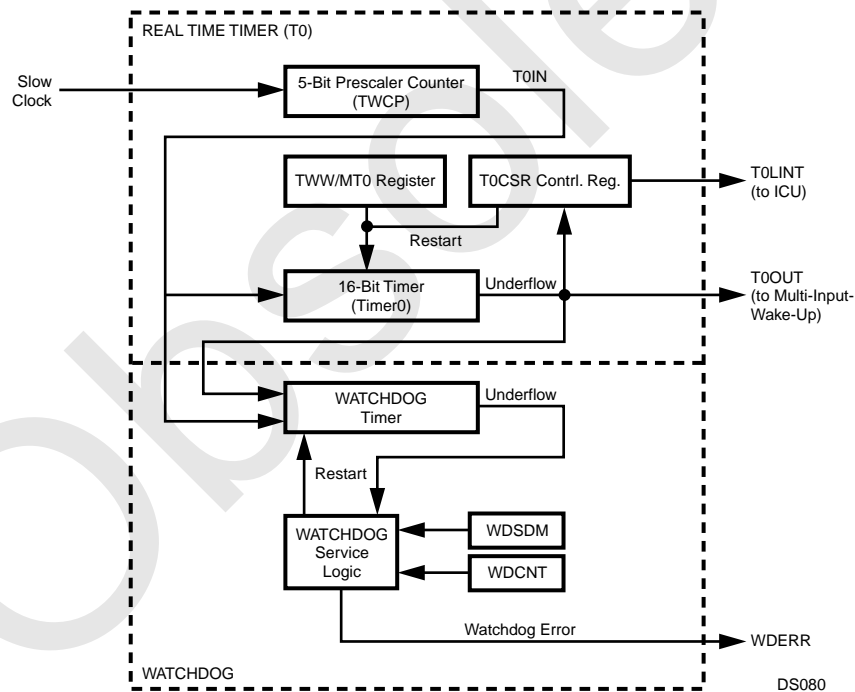 REAL TIME TIMER (T0)
Slow
Clock
5-Bit Prescaler Counter
(TWCP)
T0IN
TWW/MT0 Register
T0CSR Contrl. Reg.
T0LINT
(to ICU)
Restart
16-Bit Timer
(Timer0)
Underflow
T0OUT
(to Multi-Input-
Wake-Up)
WATCHDOG
Timer
Underflow
Restart
WATCHDOG
Service
Logic
WDSDM
WDCNT
Watchdog Error
WDERR
WATCHDOG
DS080
Obsolete